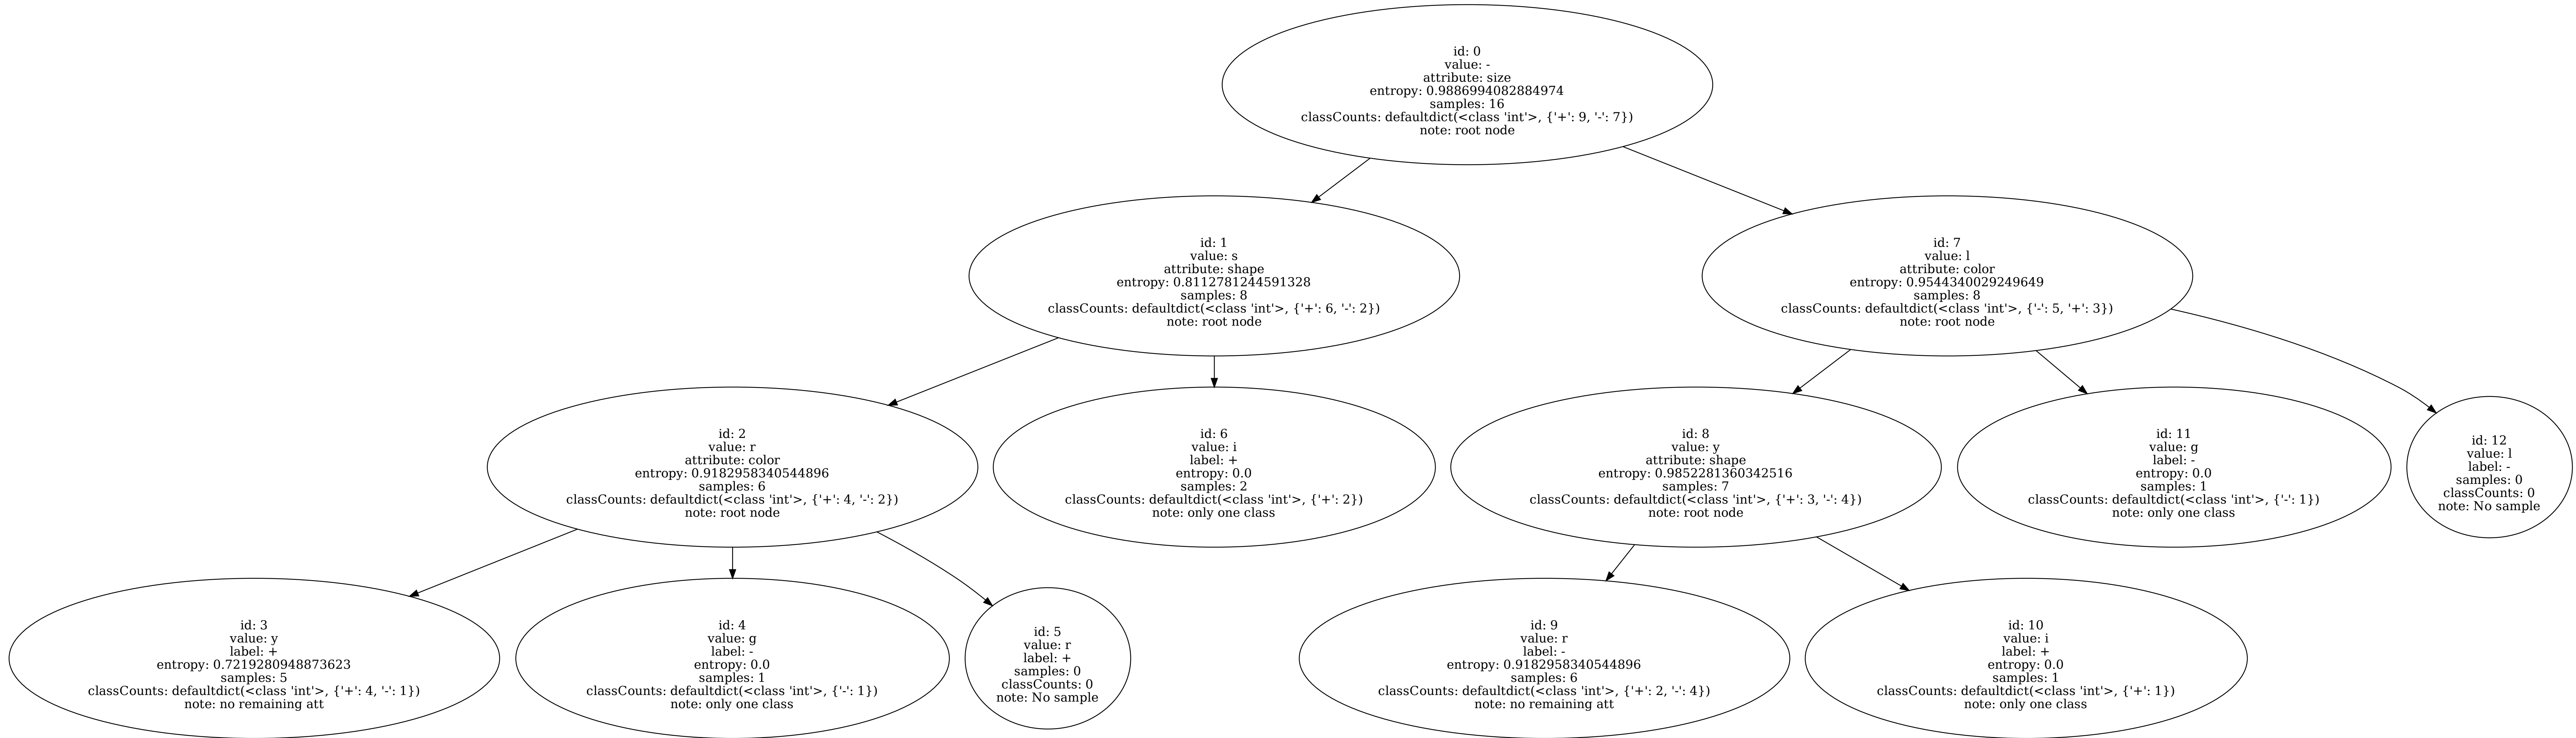 id: 0
value: -
attribute: size
entropy: 0.9886994082884974
samples: 16
classCounts: defaultdict(<class 'int'>, {'+': 9, '-': 7})
note: root node
id: 1
value: s
attribute: shape
entropy: 0.8112781244591328
samples: 8
classCounts: defaultdict(<class 'int'>, {'+': 6, '-': 2})
note: root node
id: 7
value: l
attribute: color
entropy: 0.9544340029249649
samples: 8
classCounts: defaultdict(<class 'int'>, {'-': 5, '+': 3})
note: root node
id: 2
value: r
attribute: color
entropy: 0.9182958340544896
samples: 6
classCounts: defaultdict(<class 'int'>, {'+': 4, '-': 2})
note: root node
id: 6
value: i
label: +
entropy: 0.0
samples: 2
classCounts: defaultdict(<class 'int'>, {'+': 2})
note: only one class
id: 8
value: y
attribute: shape
entropy: 0.9852281360342516
samples: 7
classCounts: defaultdict(<class 'int'>, {'+': 3, '-': 4})
note: root node
id: 11
value: g
label: -
entropy: 0.0
samples: 1
classCounts: defaultdict(<class 'int'>, {'-': 1})
note: only one class
id: 12
value: l
label: -
samples: 0
classCounts: 0
note: No sample
id: 3
value: y
label: +
entropy: 0.7219280948873623
samples: 5
classCounts: defaultdict(<class 'int'>, {'+': 4, '-': 1})
note: no remaining att
id: 4
value: g
label: -
entropy: 0.0
samples: 1
classCounts: defaultdict(<class 'int'>, {'-': 1})
note: only one class
id: 5
value: r
label: +
samples: 0
classCounts: 0
note: No sample
id: 9
value: r
label: -
entropy: 0.9182958340544896
samples: 6
classCounts: defaultdict(<class 'int'>, {'+': 2, '-': 4})
note: no remaining att
id: 10
value: i
label: +
entropy: 0.0
samples: 1
classCounts: defaultdict(<class 'int'>, {'+': 1})
note: only one class